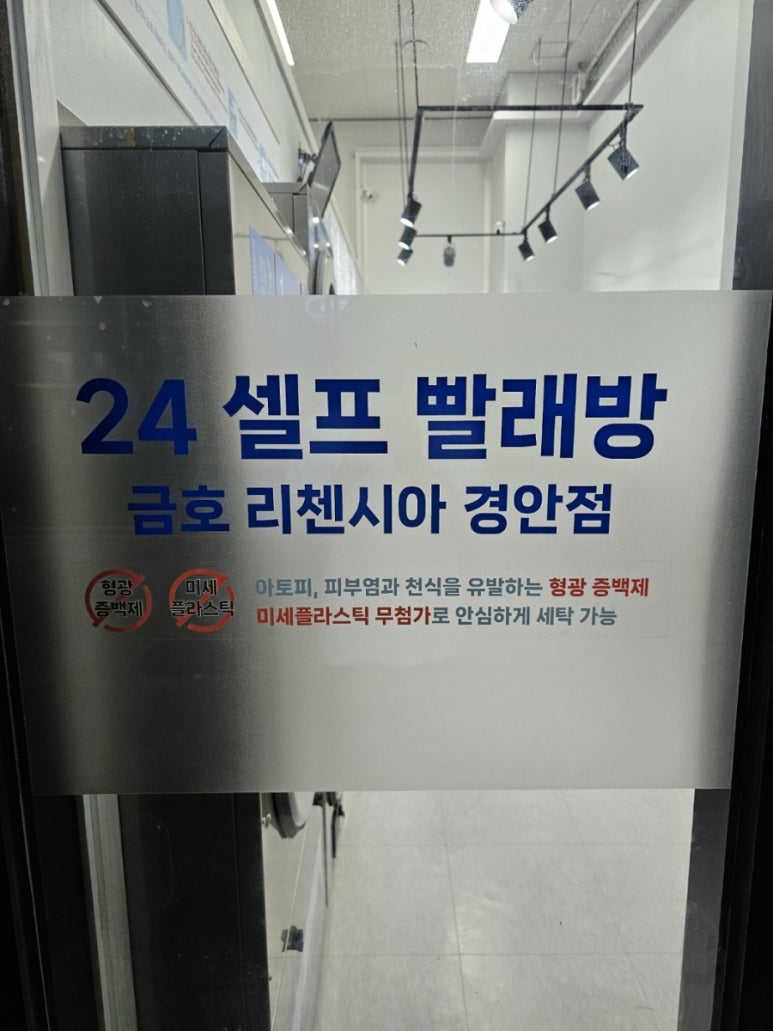 24 셀프 빨래방
금호 리첸시아 경안점
형광
증백제
미세
플라스틱
아토피, 피부염과 천식을 유발하는 형광 증백제
미세플라스틱 무첨가로 안심하게 세탁 가능